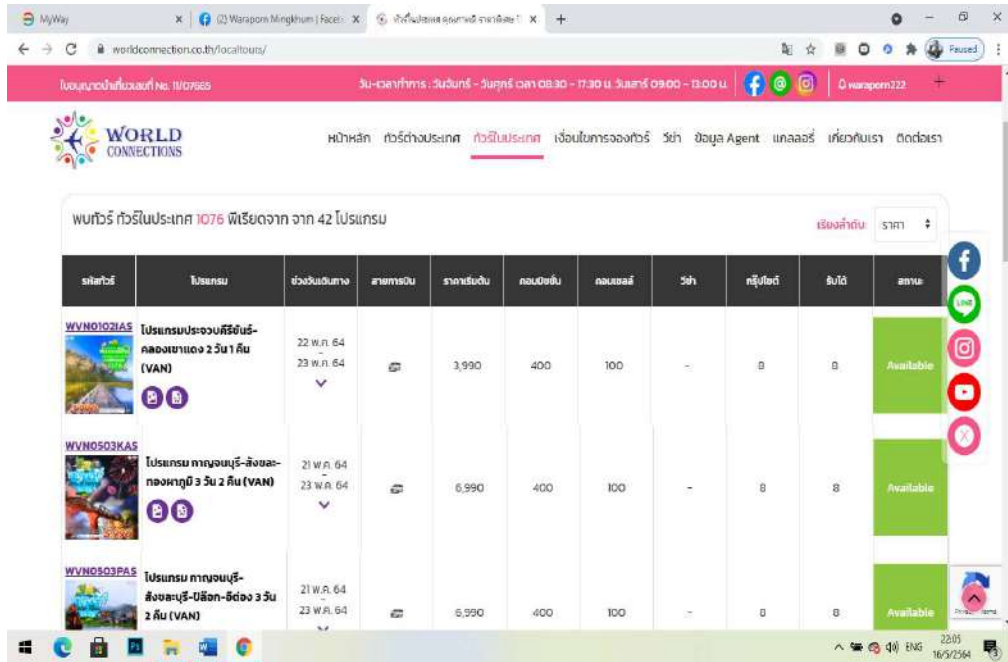 MyWay
(2) Waraporn Mingkhum | Faceb
worldconnection.co.th/localtours/
Paused
ใบอนุญาตนำเที่ยวเลขที่ No. 11/07665
วัน-เวลาทำการ : วันจันทร์ - วันศุกร์ เวลา 08:30 - 17:30 น. วันเสาร์ 09:00 - 13:00 น.
waraporn222
WORLD
CONNECTIONS
หน้าหลัก ทัวร์ต่างประเทศ ทัวร์ในประเทศ เงื่อนไขการจองทัวร์ วีซ่า ข้อมูล Agent แกลลอรี่ เกี่ยวกับเรา ติดต่อเรา
พบทัวร์ ทัวร์ในประเทศ 1076 พีเรียดจาก จาก 42 โปรแกรม
เรียงลำดับ: ราคา
รหัสทัวร์ โปรแกรม ช่วงวันเดินทาง สายการบิน ราคาเริ่มต้น คอมมิชชั่น คอมเซลล์ วีซ่า กรุ๊ปไซต์ รับได้ สถานะ
WVN0102IAS
โปรแกรมประจวบคีรีขันธ์-
คลองเขาแดง 2 วัน 1 คืน
(VAN)
22 พ.ค. 64
-
23 พ.ค. 64
3,990 400 100 - 8 8 Available
WVN0503KAS
โปรแกรม กาญจนบุรี-สังขละ-
ทองผาภูมิ 3 วัน 2 คืน (VAN)
21 พ.ค. 64
-
23 พ.ค. 64
6,990 400 100 - 8 8 Available
WVN0503PAS
โปรแกรม กาญจนบุรี-
สังขละบุรี-ปิล๊อก-อีต่อง 3 วัน
2 คืน (VAN)
21 พ.ค. 64
-
23 พ.ค. 64
6,990 400 100 - 8 8 Available
LINE
ENG
22:05
16/5/2564